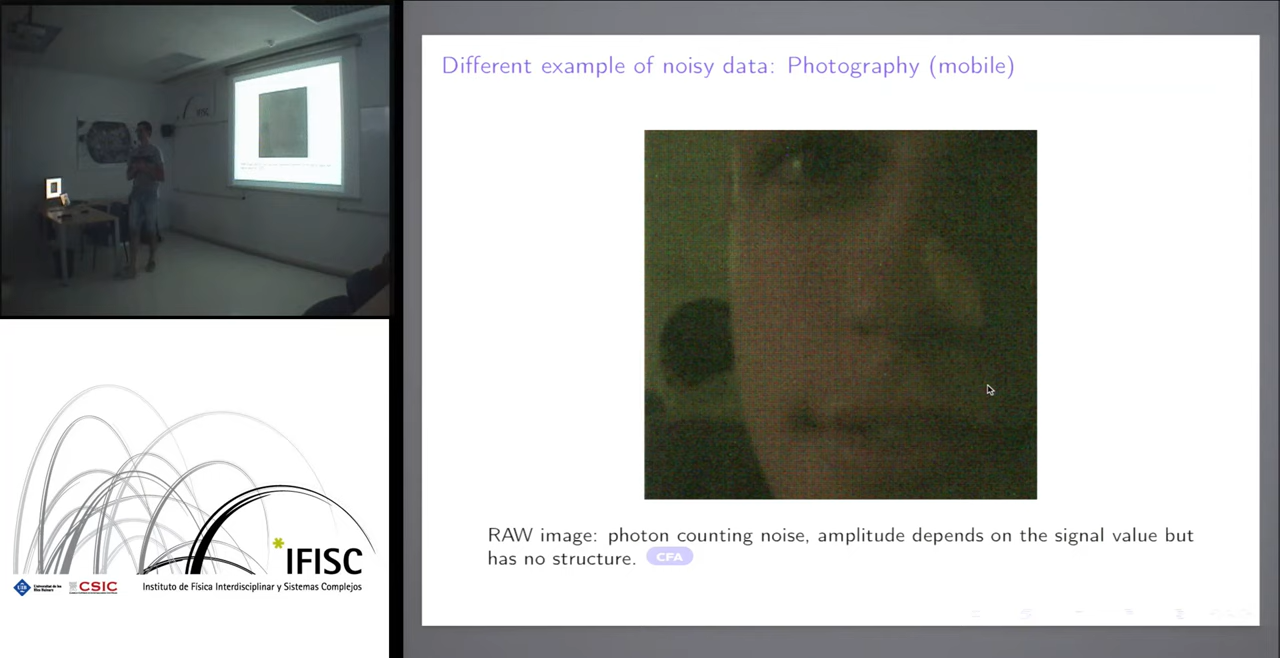 Different example of noisy data: Photography (mobile)
RAW image: photon counting noise, amplitude depends on the signal value but
has no structure. CFA
IFISC
CSIC
Instituto de Física Interdisciplinar y Sistemas Complejos